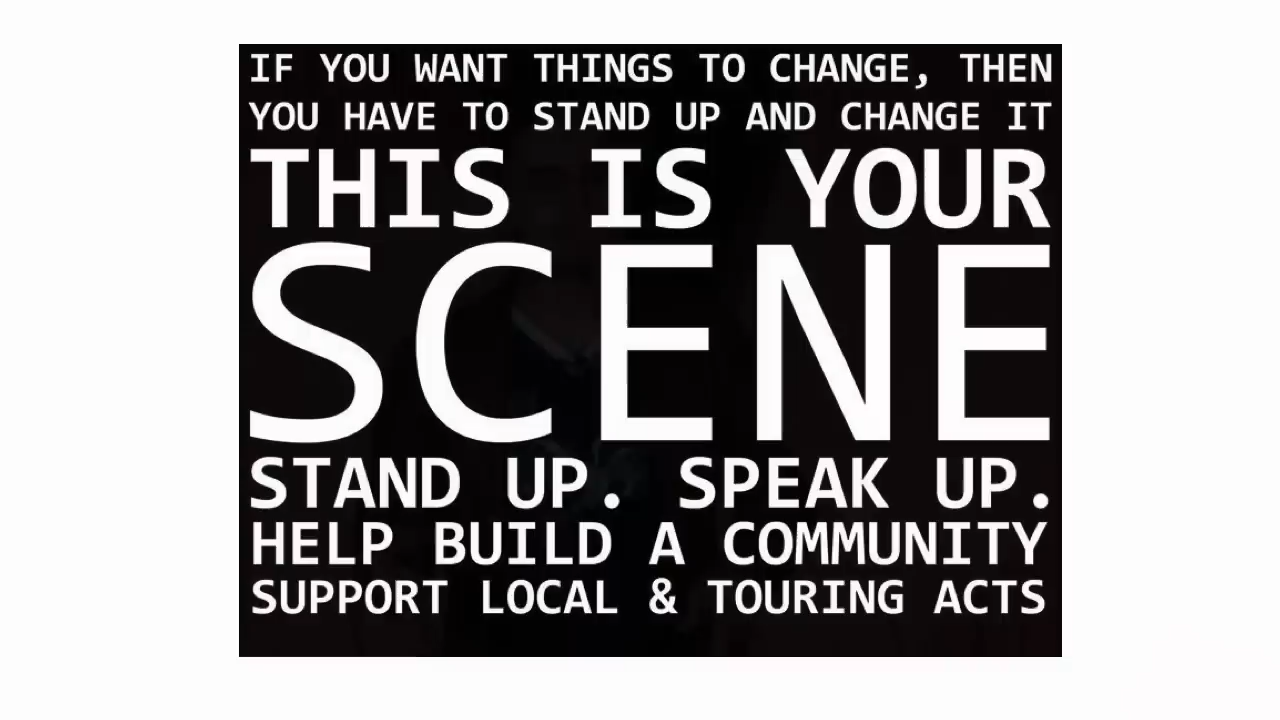 IF YOU WANT THINGS TO CHANGE, THEN
YOU HAVE TO STAND UP AND CHANGE IT
THIS IS YOUR
SCENE
STAND UP. SPEAK UP.
HELP BUILD A COMMUNITY
SUPPORT LOCAL & TOURING ACTS